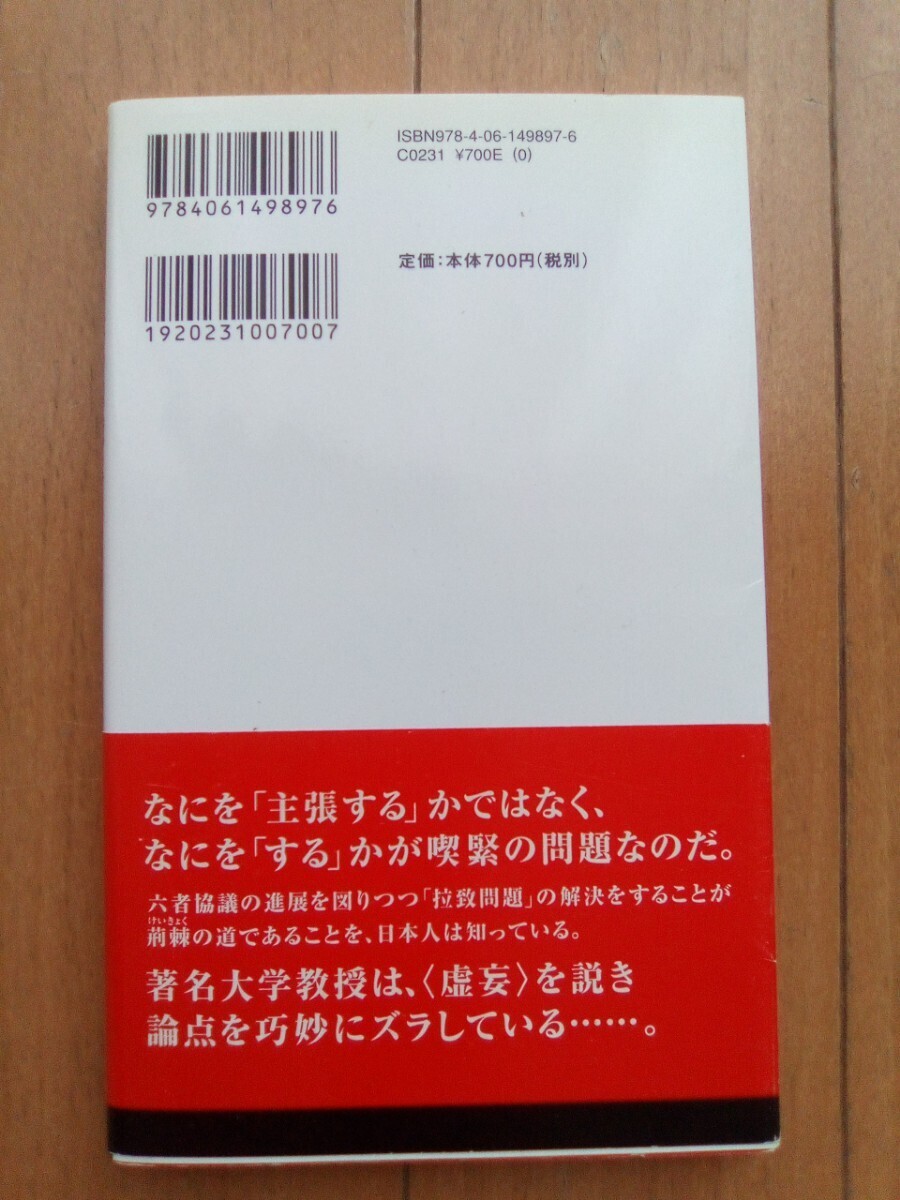 ISBN978-4-06-149897-6
C0231 ¥700E (0)
9784061498976
定価：本体700円（税別）
1920231007007
なにを「主張する」かではなく、
なにを「する」かが喫緊の問題なのだ。
六者協議の進展を図りつつ「拉致問題」の解決をすることが
けいきょく
荊棘の道であることを、日本人は知っている。
著名大学教授は、〈虚妄〉を説き
論点を巧妙にズラしている……。